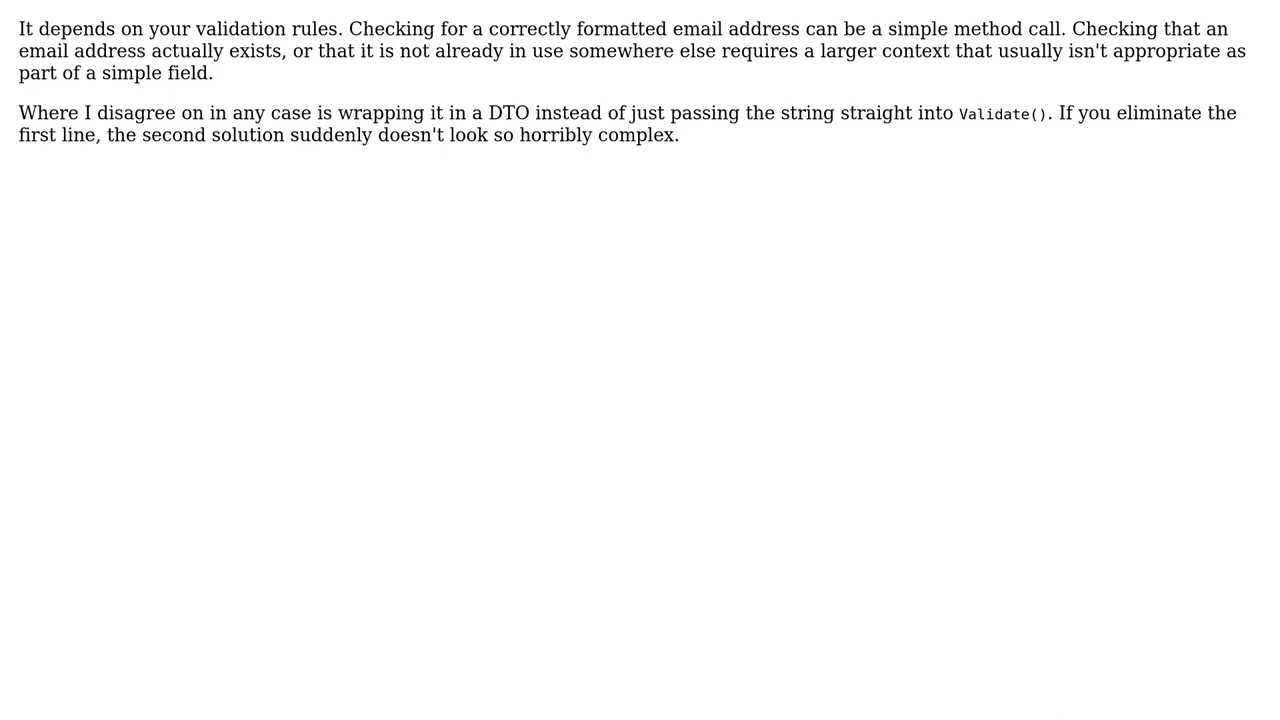 It depends on your validation rules. Checking for a correctly formatted email address can be a simple method call. Checking that an
email address actually exists, or that it is not already in use somewhere else requires a larger context that usually isn't appropriate as
part of a simple field.
Where I disagree on in any case is wrapping it in a DTO instead of just passing the string straight into Validate(). If you eliminate the
first line, the second solution suddenly doesn't look so horribly complex.